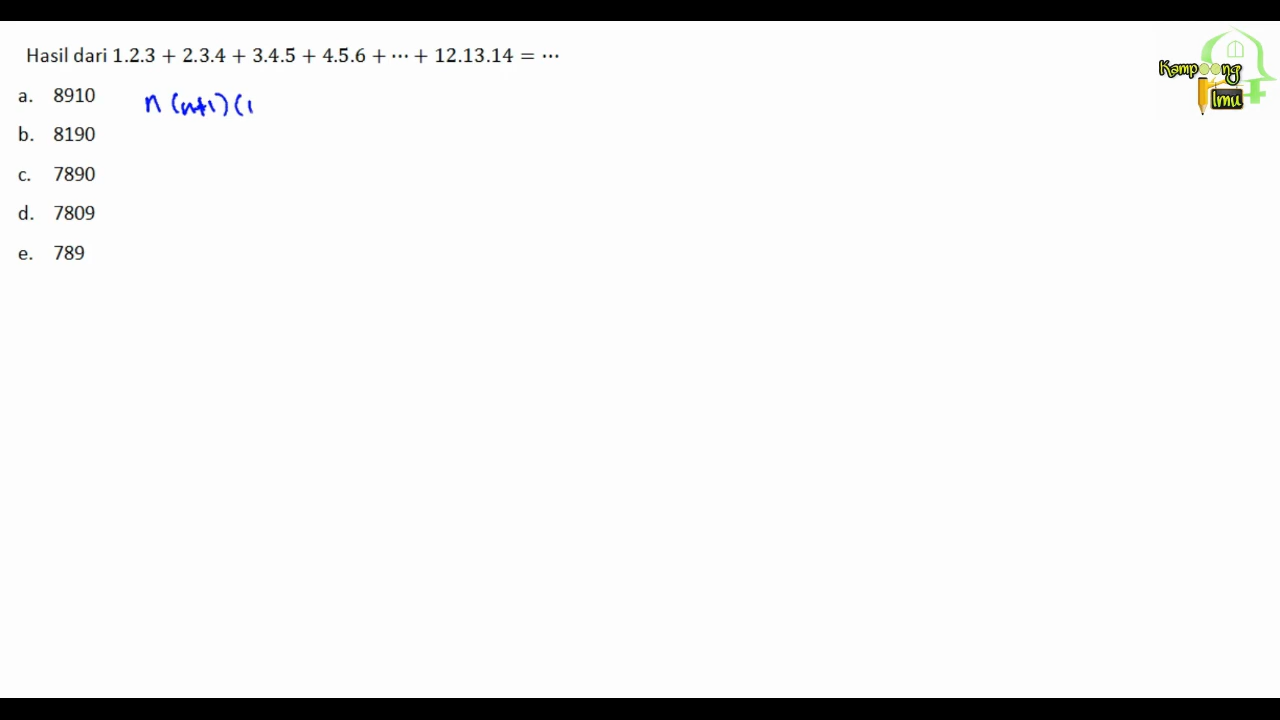 Hasil dari 1.2.3 + 2.3.4 + 3.4.5 + 4.5.6 + ⋯ + 12.13.14 = ⋯
a. 8910
n (n+1) (
b. 8190
c. 7890
d. 7809
e. 789
Kampoong
Ilmu